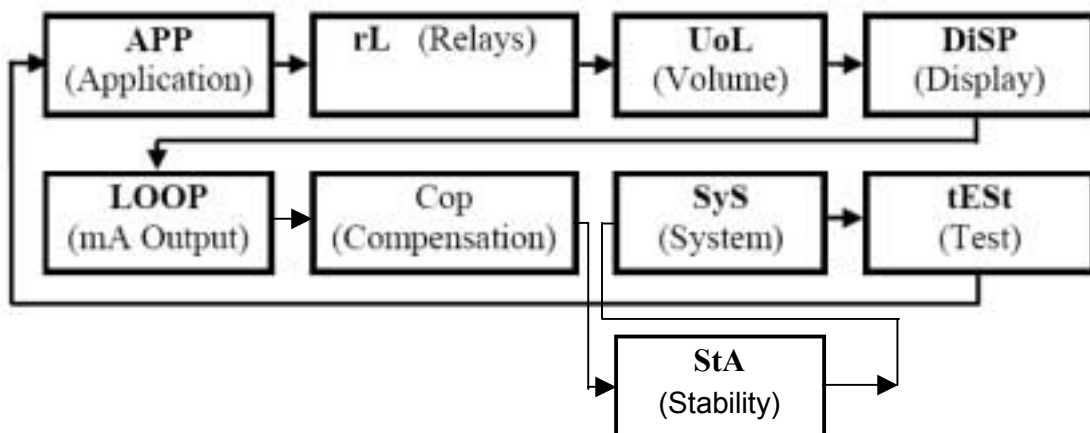 APP
(Application)
rL (Relays)
UoL
(Volume)
DiSP
(Display)
LOOP
(mA Output)
Cop
(Compensation)
SyS
(System)
tESt
(Test)
StA
(Stability)